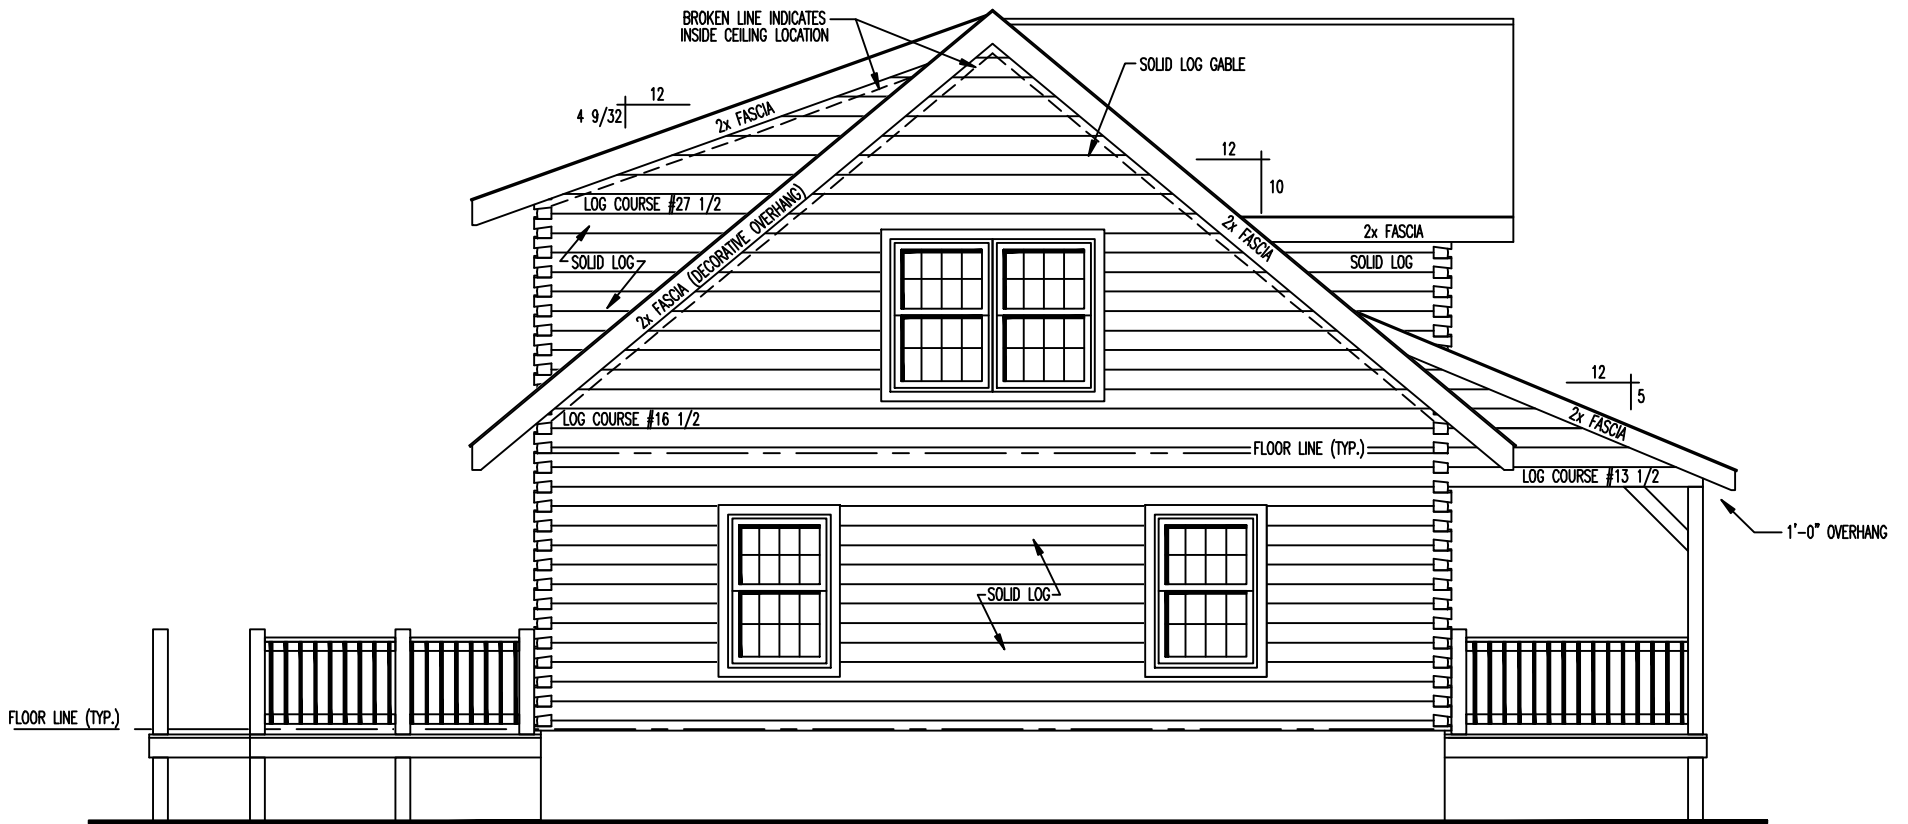 BROKEN LINE INDICATES
INSIDE CEILING LOCATION
SOLID LOG GABLE
12
4 9/32
2x FASCIA
12
10
LOG COURSE #27 1/2
2x FASCIA (DECORATIVE OVERHANG)
2x FASCIA
2x FASCIA
SOLID LOG
SOLID LOG
12
5
2x FASCIA
LOG COURSE #16 1/2
FLOOR LINE (TYP.)
LOG COURSE #13 1/2
1'-0" OVERHANG
SOLID LOG
FLOOR LINE (TYP.)